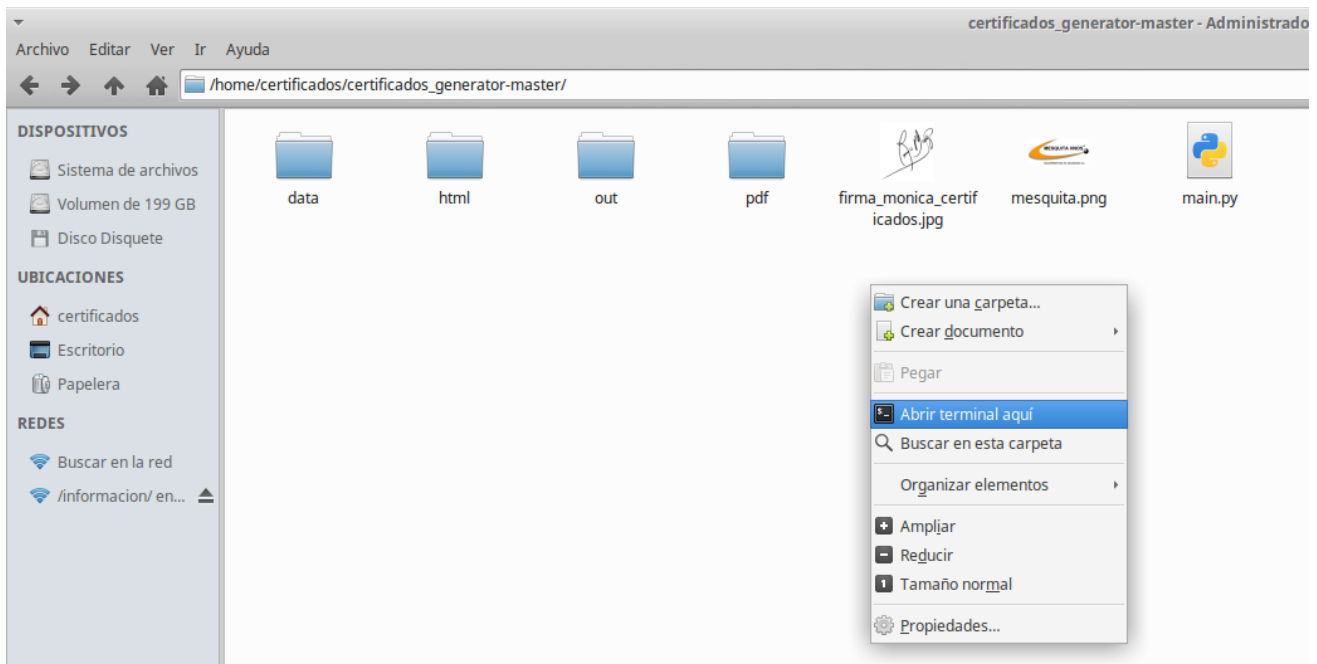 certificados_generator-master - Administrado
Archivo Editar Ver Ir Ayuda
/home/certificados/certificados_generator-master/
DISPOSITIVOS
Sistema de archivos
Volumen de 199 GB
Disco Disquete
UBICACIONES
certificados
Escritorio
Papelera
REDES
Buscar en la red
/informacion/ en...
data
html
out
pdf
firma_monica_certif
icados.jpg
MESQUITA HNOS
mesquita.png
main.py
Crear una carpeta...
Crear documento
Pegar
Abrir terminal aquí
Buscar en esta carpeta
Organizar elementos
Ampliar
Reducir
Tamaño normal
Propiedades...